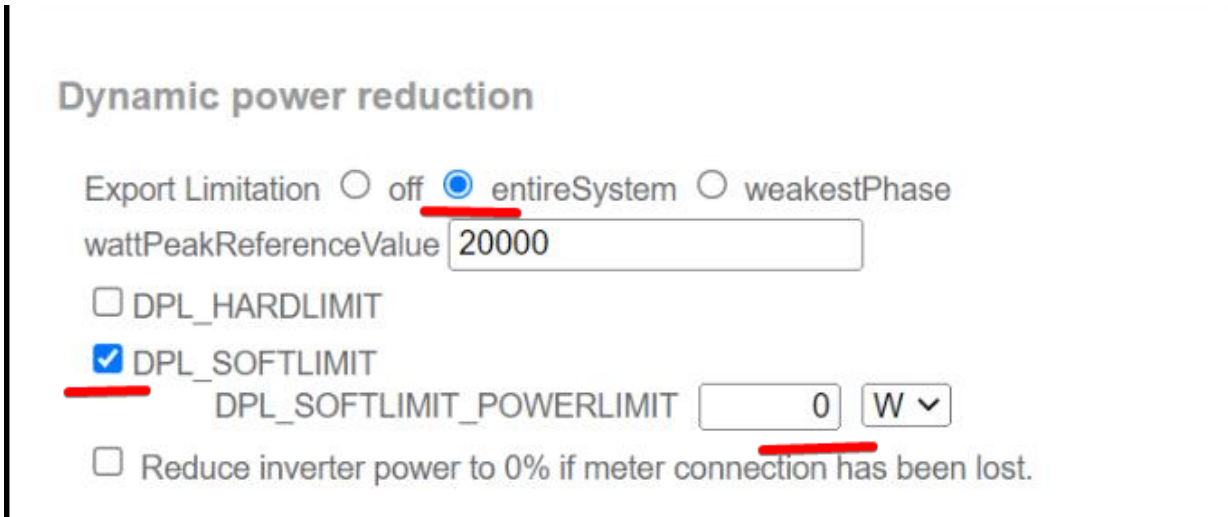 Dynamic power reduction
Export Limitation off entireSystem weakestPhase
wattPeakReferenceValue 20000
DPL_HARDLIMIT
DPL_SOFTLIMIT
DPL_SOFTLIMIT_POWERLIMIT 0 W
Reduce inverter power to 0% if meter connection has been lost.